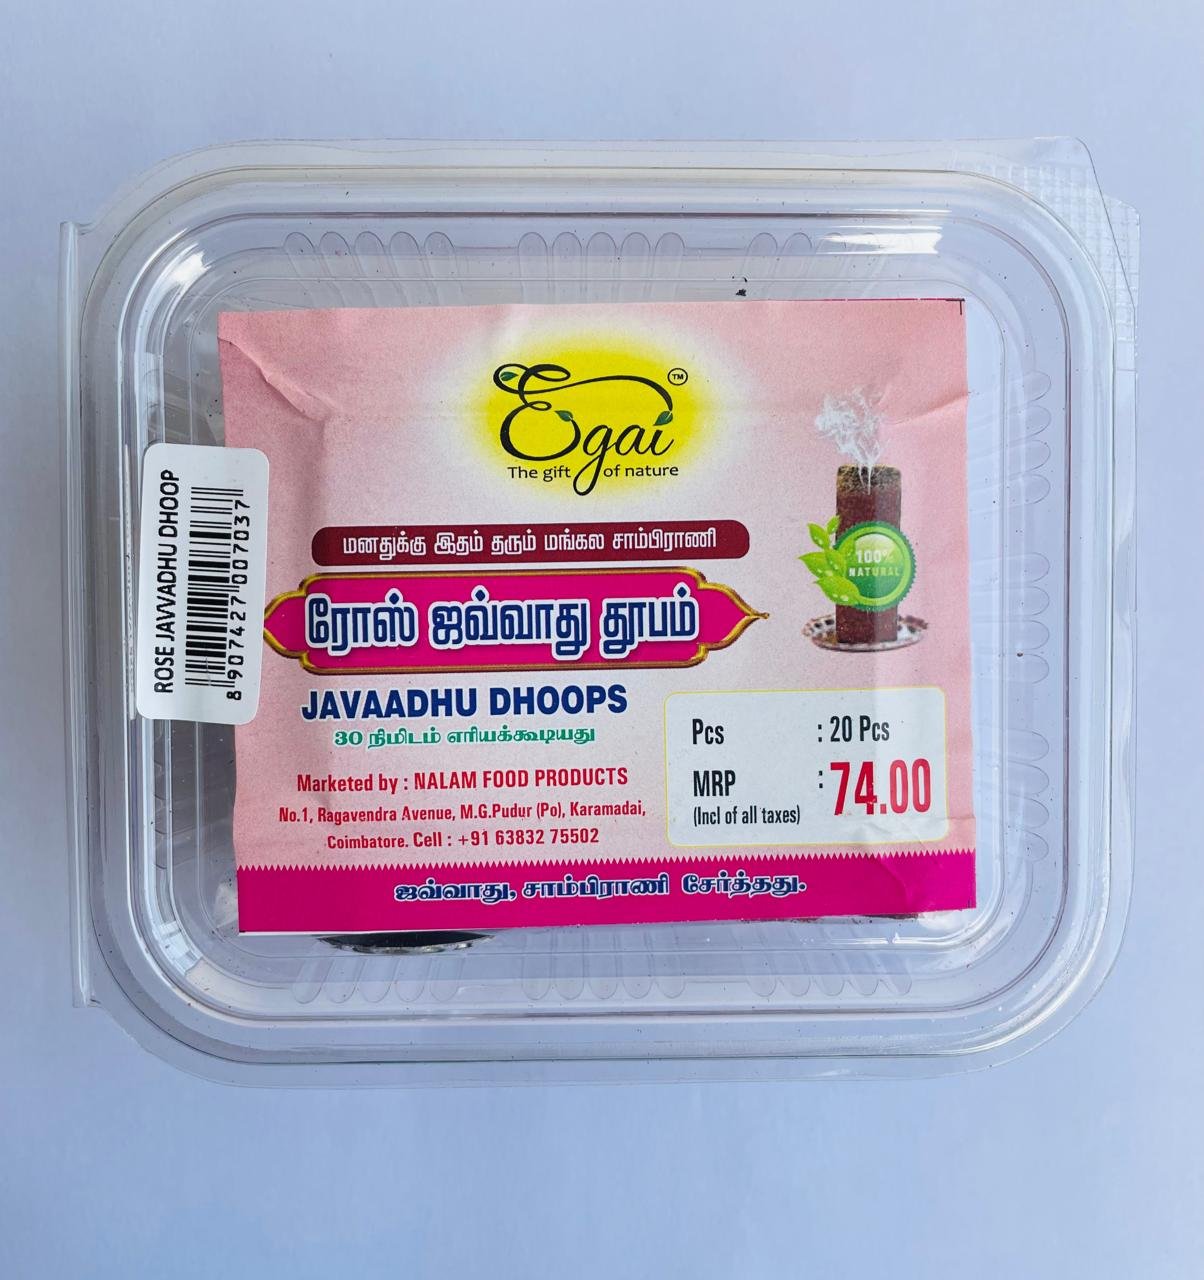 Egai TM
The gift of nature
மனதுக்கு இதம் தரும் மங்கல சாம்பிராணி
100%
NATURAL
ரோஸ் ஜவ்வாது தூபம்
JAVAADHU DHOOPS
30 நிமிடம் எரியக்கூடியது
Marketed by : NALAM FOOD PRODUCTS
No.1, Ragavendra Avenue, M.G.Pudur (Po), Karamadai,
Coimbatore. Cell : +91 63832 75502
Pcs : 20 Pcs
MRP : 74.00
(Incl of all taxes)
ஜவ்வாது, சாம்பிராணி சேர்த்தது.
ROSE JAVVADHU DHOOP
8907427007037